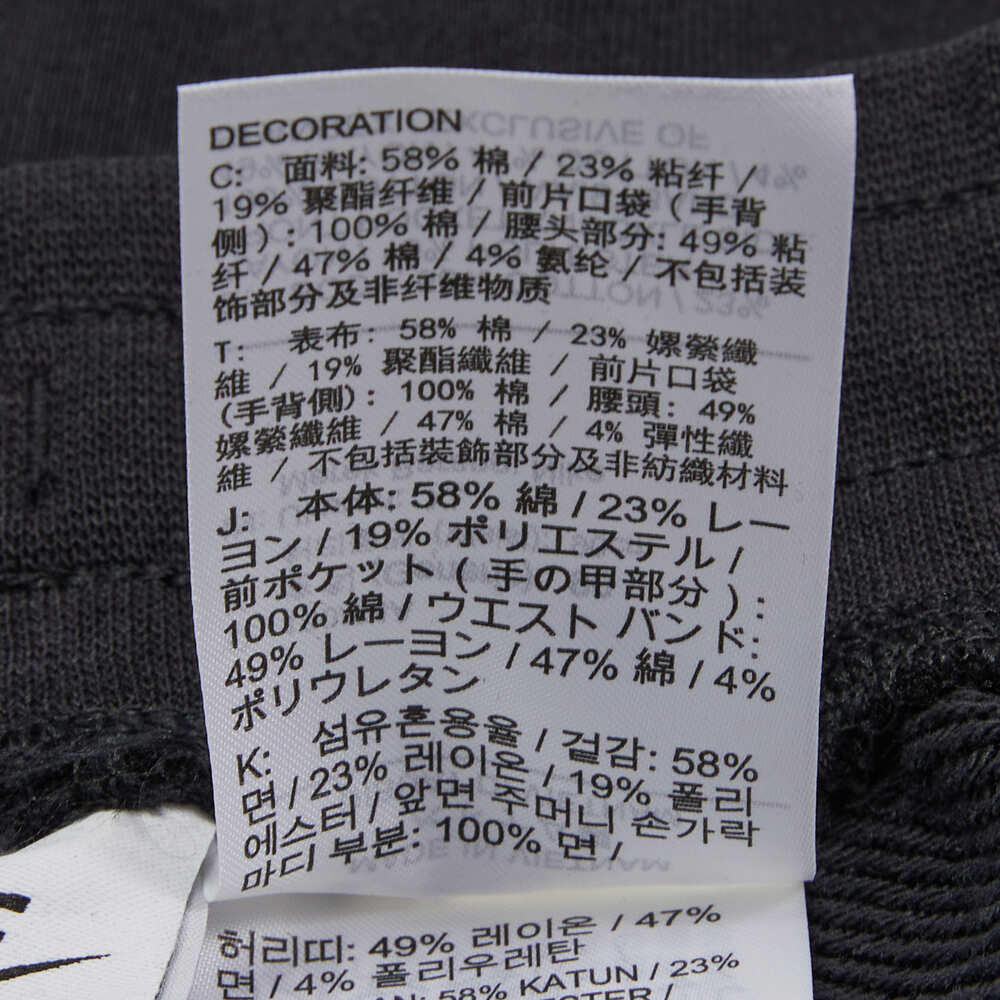 DECORATION
C: 面料: 58% 棉 / 23% 粘纤 /
19% 聚酯纤维 / 前片口袋 ( 手背
侧 ) : 100% 棉 / 腰头部分: 49% 粘
纤 / 47% 棉 / 4% 氨纶 / 不包括装
饰部分及非纤维物质
T: 表布: 58% 棉 / 23% 嫘縈纖
維 / 19% 聚酯纖維 / 前片口袋
(手背側) : 100% 棉 / 腰頭: 49%
嫘縈纖維 / 47% 棉 / 4% 彈性纖
維 / 不包括裝飾部分及非紡織材料
J: 本体: 58% 綿 / 23% レー
ヨン / 19% ポリエステル /
前ポケット ( 手の甲部分 ) :
100% 綿 / ウエスト バンド:
49% レーヨン / 47% 綿 / 4%
ポリウレタン
K: 섬유혼용율 / 겉감: 58%
면 / 23% 레이온 / 19% 폴리
에스터 / 앞면 주머니 손가락
마디 부분: 100% 면 /
허리띠: 49% 레이온 / 47%
면 / 4% 폴리우레탄
58% KATUN / 23%